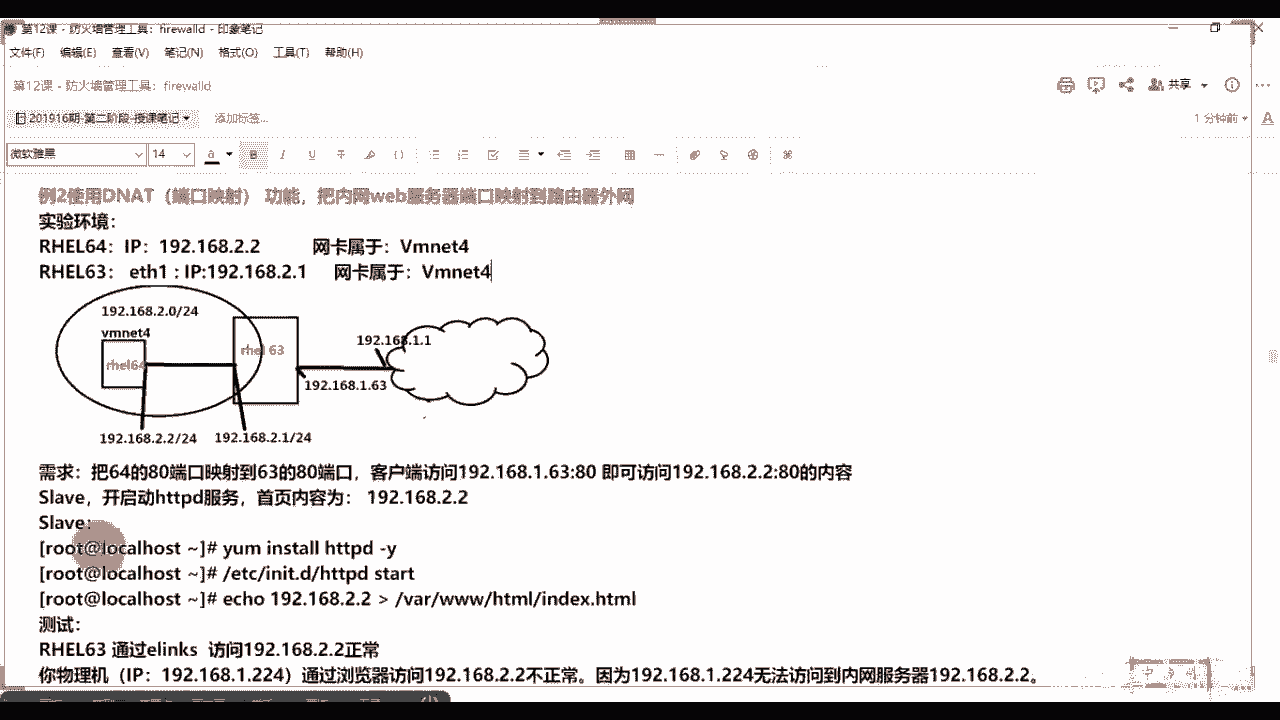 第12课 - 防火墙管理工具：firewalld - 印象笔记
文件(F) 编辑(E) 查看(V) 笔记(N) 格式(O) 工具(T) 帮助(H)
第12课 - 防火墙管理工具：firewalld
共享
201916期-第二阶段-授课笔记 添加标签...
1 分钟前
微软雅黑 14
例2使用DNAT（端口映射） 功能，把内网web服务器端口映射到路由器外网
实验环境：
RHEL64：IP：192.168.2.2 网卡属于：Vmnet4
RHEL63： eth1 : IP:192.168.2.1 网卡属于：Vmnet4
192.168.2.0/24
vmnet4
rhel64
rhel 63
192.168.1.1
192.168.1.63
192.168.2.2/24
192.168.2.1/24
需求：把64的80端口映射到63的80端口，客户端访问192.168.1.63:80 即可访问192.168.2.2:80的内容
Slave，开启动httpd服务，首页内容为： 192.168.2.2
Slave:
[root@localhost ~]# yum install httpd -y
[root@localhost ~]# /etc/init.d/httpd start
[root@localhost ~]# echo 192.168.2.2 > /var/www/html/index.html
测试：
RHEL63 通过elinks 访问192.168.2.2正常
你物理机（IP：192.168.1.224）通过浏览器访问192.168.2.2不正常。因为192.168.1.224无法访问到内网服务器192.168.2.2。